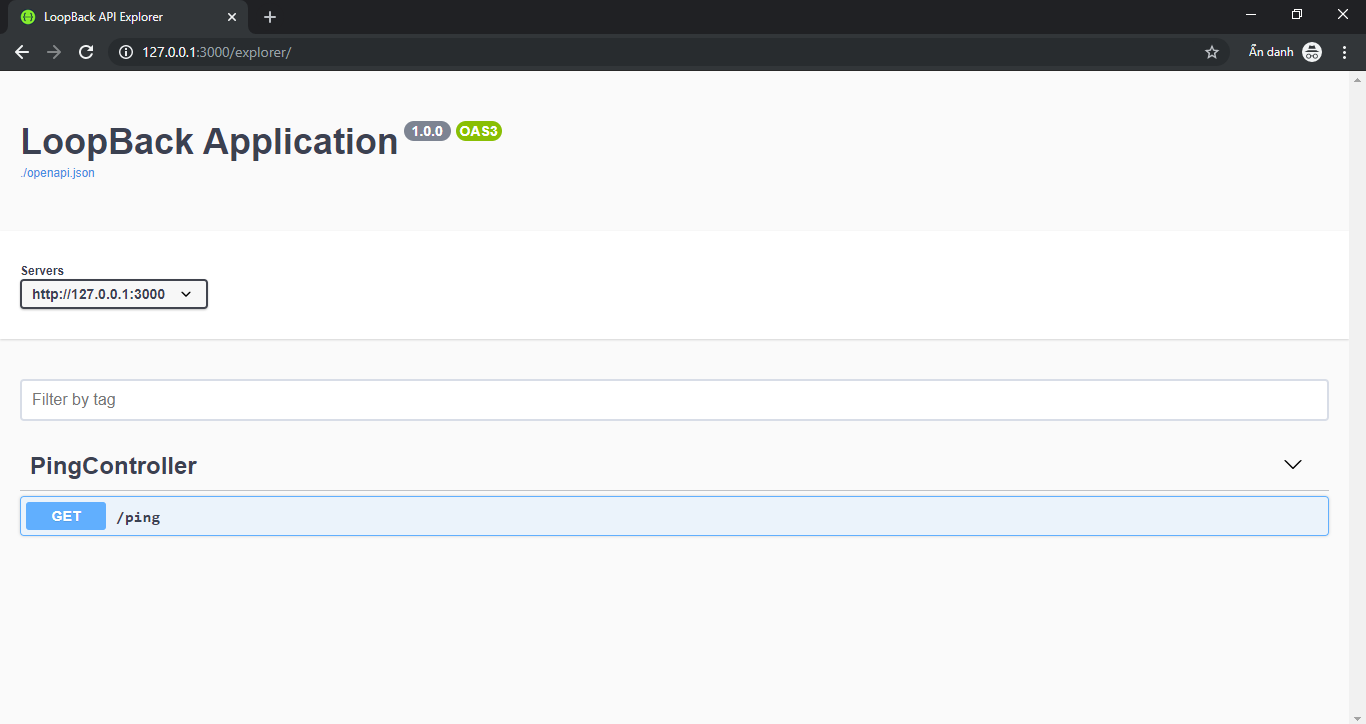 LoopBack API Explorer
127.0.0.1:3000/explorer/
Ẩn danh
LoopBack Application 1.0.0 OAS3
./openapi.json
Servers
http://127.0.0.1:3000
Filter by tag
PingController
GET /ping